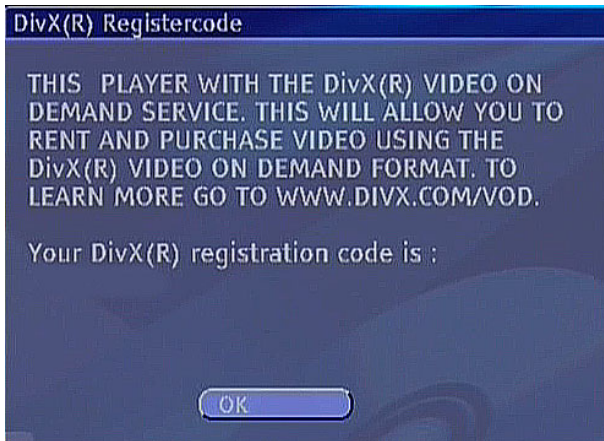 DivX(R) Registercode
THIS PLAYER WITH THE DivX(R) VIDEO ON
DEMAND SERVICE. THIS WILL ALLOW YOU TO
RENT AND PURCHASE VIDEO USING THE
DivX(R) VIDEO ON DEMAND FORMAT. TO
LEARN MORE GO TO WWW.DIVX.COM/VOD.
Your DivX(R) registration code is :
OK